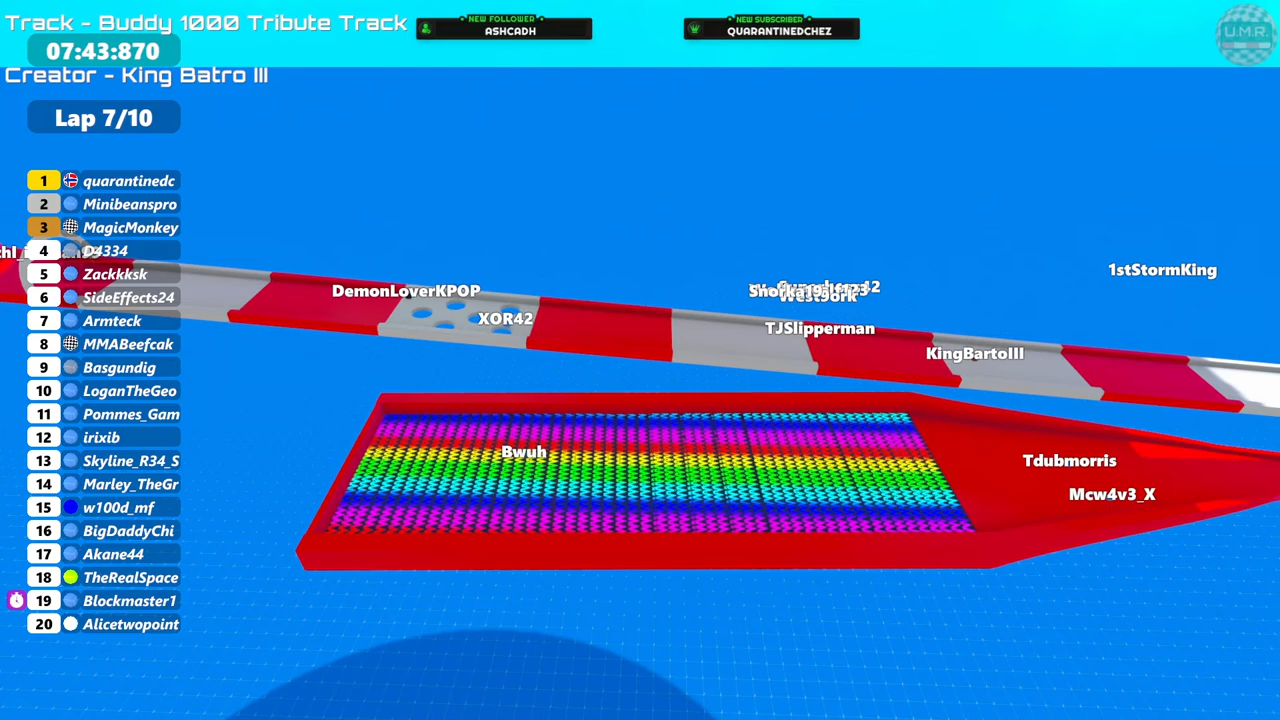 Track - Buddy 1000 Tribute Track
NEW FOLLOWER
ASHCADH
NEW SUBSCRIBER
QUARANTINEDCHEZ
U.M.R.
07:43:870
Creator - King Batro III
Lap 7/10
1 quarantinedc
2 Minibeanspro
3 MagicMonkey
4 D4334
5 Zackkksk
6 SideEffects24
7 Armteck
8 MMABeefcak
9 Basgundig
10 LoganTheGeo
11 Pommes_Gam
12 irixib
13 Skyline_R34_S
14 Marley_TheGr
15 w100d_mf
16 BigDaddyChi
17 Akane44
18 TheRealSpace
19 Blockmaster1
20 Alicetwopoint
1stStormKing
DemonLoverKPOP
XOR42
TJSlipperman
KingBartoIII
Bwuh
Tdubmorris
Mcw4v3_X